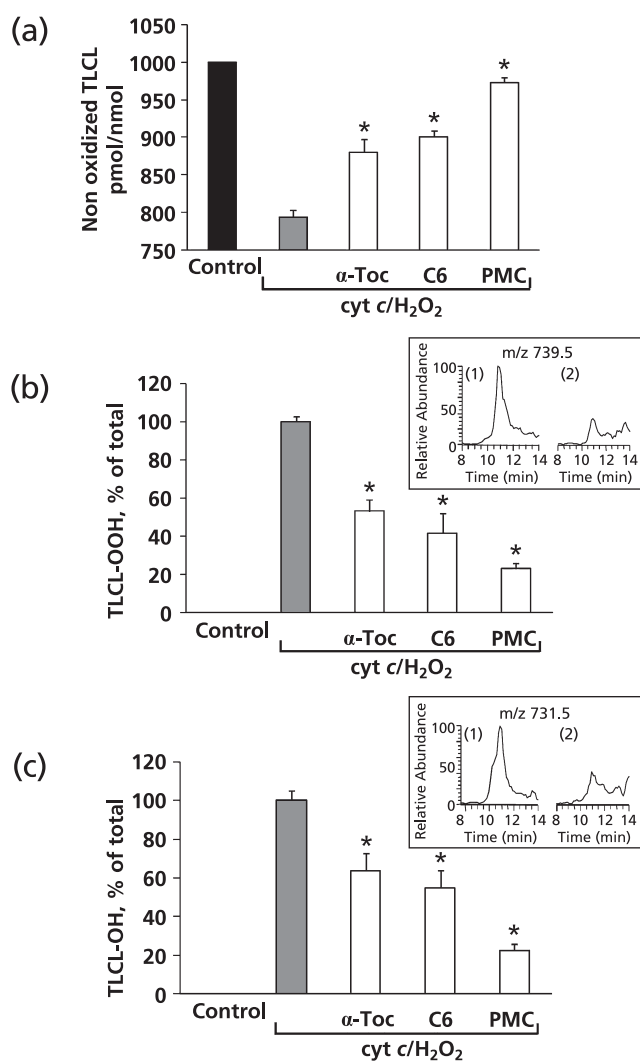 (a)
Non oxidized TLCL
pmol/nmol
1050
1000
950
900
850
800
750
*
*
*
Control
α-Toc
C6
PMC
cyt c/H₂O₂
(b)
TLCL-OOH, % of total
120
100
80
60
40
20
0
*
*
*
Control
α-Toc
C6
PMC
cyt c/H₂O₂
m/z 739.5
Relative Abundance
100
50
0
(1)
(2)
8 10 12 14 8 10 12 14
Time (min) Time (min)
(c)
TLCL-OH, % of total
120
100
80
60
40
20
0
*
*
*
Control
α-Toc
C6
PMC
cyt c/H₂O₂
m/z 731.5
Relative Abundance
100
50
0
(1)
(2)
8 10 12 14 8 10 12 14
Time (min) Time (min)